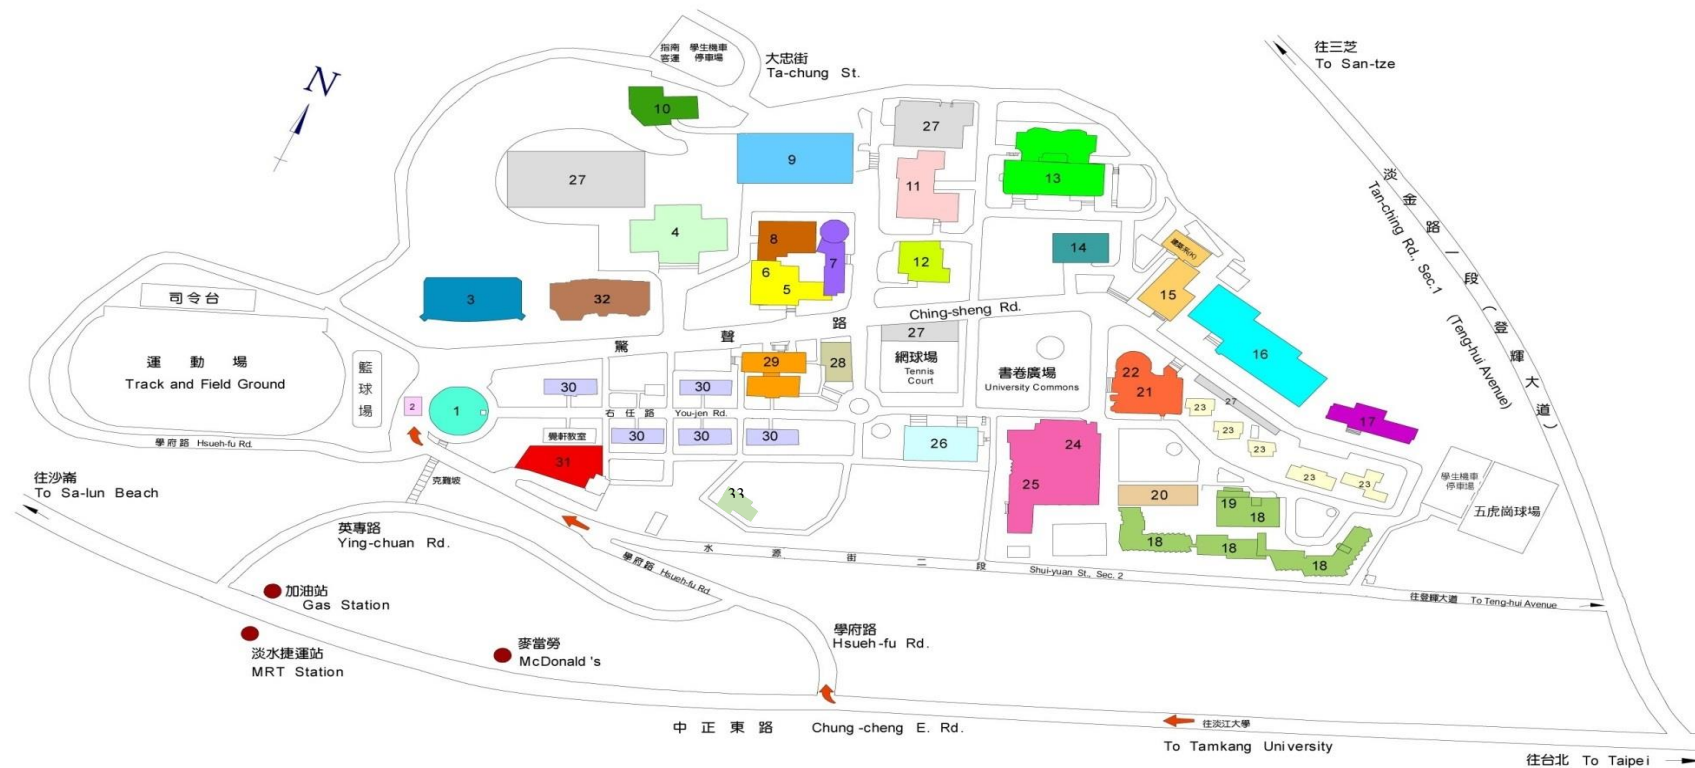 指南 學生機車
客運 停車場
大忠街
Ta-chung St.
往三芝
To San-tze
N
10
27
9
27
11
13
淡金路一段(登輝大道)
Tan-ching Rd., Sec.1 (Teng-hui Avenue)
4
8
7
6
5
12
14
建築系(K)
15
司令台
3
32
驚聲路
Ching-sheng Rd.
27
16
運動場
Track and Field Ground
籃球場
29
28
網球場
Tennis
Court
書卷廣場
University Commons
22
21
30
30
1
2
右任路 You-jen Rd.
23
27
17
學府路 Hsueh-fu Rd.
覺軒教室
30
30
30
26
24
23
23
31
克難坡
25
23
23
學生機車
停車場
五虎崗球場
往沙崙
To Sa-lun Beach
33
20
19
18
英專路
Ying-chuan Rd.
水源街二段 Shui-yuan St., Sec. 2
18
18
18
學府路 Hsueh-fu Rd.
加油站
Gas Station
往登輝大道 To Teng-hui Avenue
淡水捷運站
MRT Station
麥當勞
McDonald's
學府路
Hsueh-fu Rd.
中正東路 Chung-cheng E. Rd.
往淡江大學
To Tamkang University
往台北 To Taipei